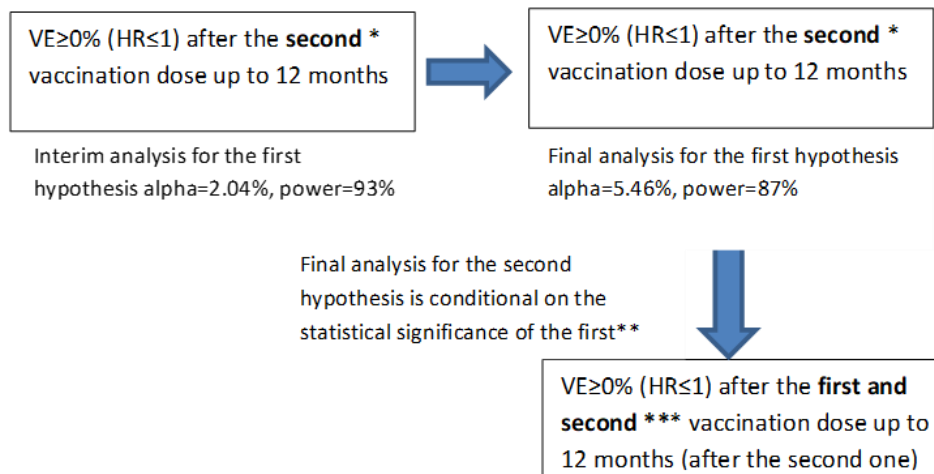 VE≥0% (HR≤1) after the second *
vaccination dose up to 12 months
VE≥0% (HR≤1) after the second *
vaccination dose up to 12 months
Interim analysis for the first
hypothesis alpha=2.04%, power=93%
Final analysis for the first hypothesis
alpha=5.46%, power=87%
Final analysis for the second
hypothesis is conditional on the
statistical significance of the first**
VE≥0% (HR≤1) after the first and
second *** vaccination dose up to
12 months (after the second one)